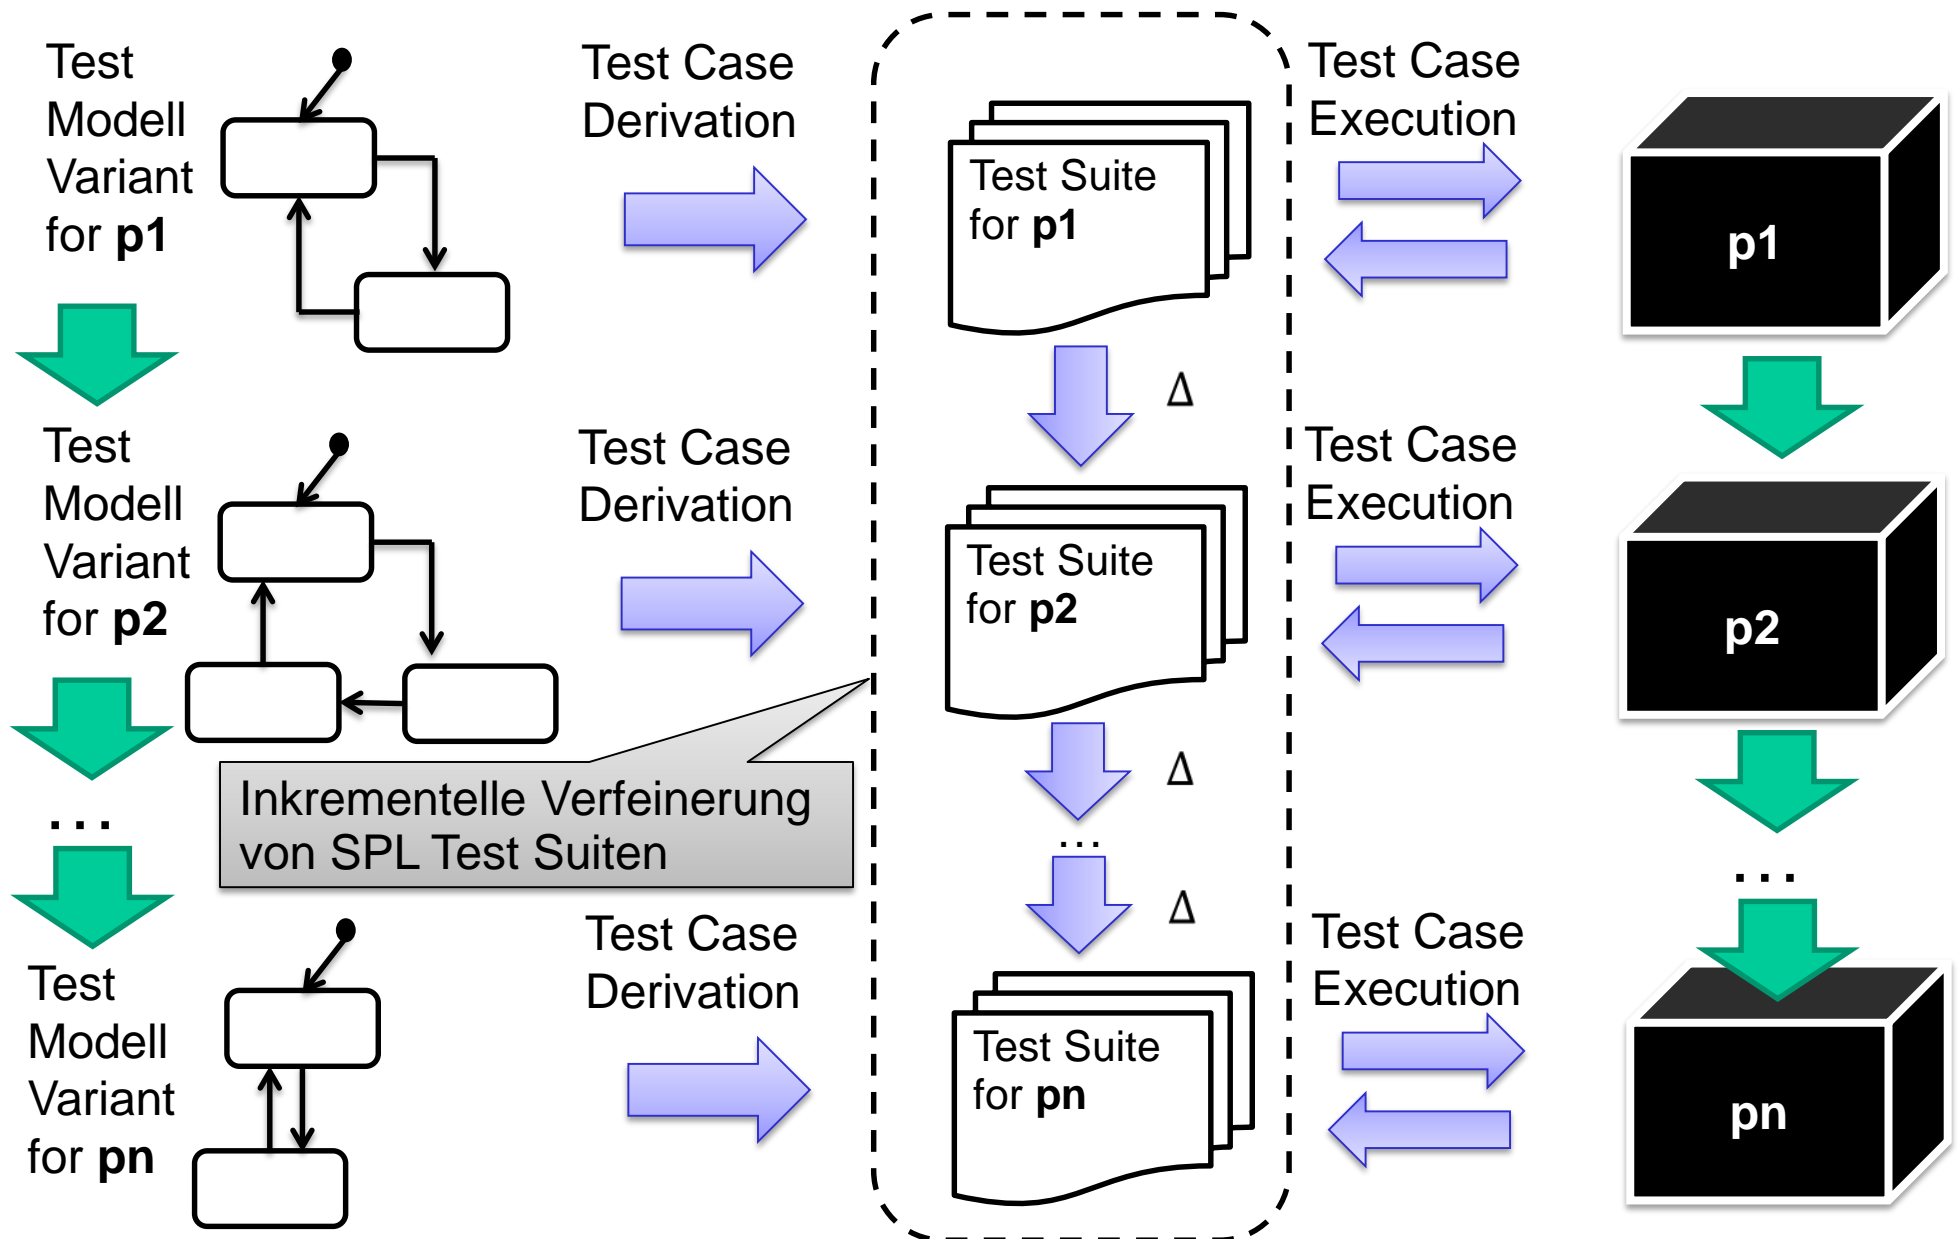 Test
Modell
Variant
for p1
Test Case
Derivation
Test Suite
for p1
Test Case
Execution
p1
Δ
Test
Modell
Variant
for p2
Test Case
Derivation
Test Suite
for p2
Test Case
Execution
p2
Δ
Inkrementelle Verfeinerung
von SPL Test Suiten
...
...
...
Δ
Test
Modell
Variant
for pn
Test Case
Derivation
Test Suite
for pn
Test Case
Execution
pn